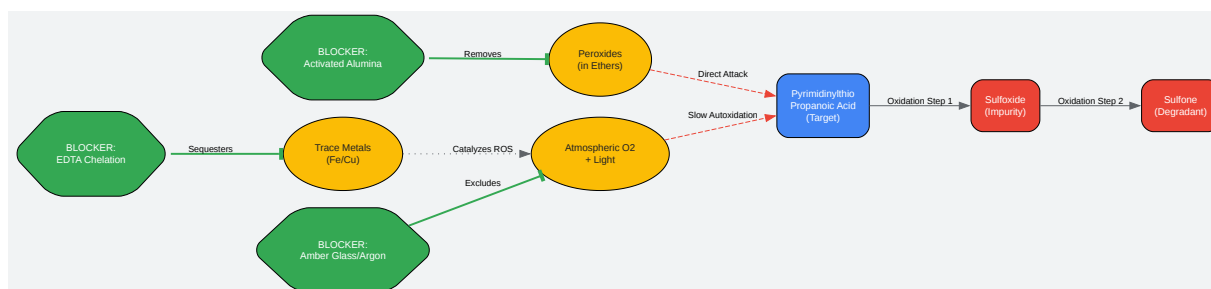 BLOCKER:
Activated Alumina
Removes
Peroxides
(in Ethers)
Direct Attack
Pyrimidinylthio
Propanoic Acid
(Target)
Oxidation Step 1
Sulfoxide
(Impurity)
Oxidation Step 2
Sulfone
(Degradant)
Slow Autoxidation
BLOCKER:
EDTA Chelation
Sequesters
Trace Metals
(Fe/Cu)
Catalyzes ROS
Atmospheric O2
+ Light
Excludes
BLOCKER:
Amber Glass/Argon